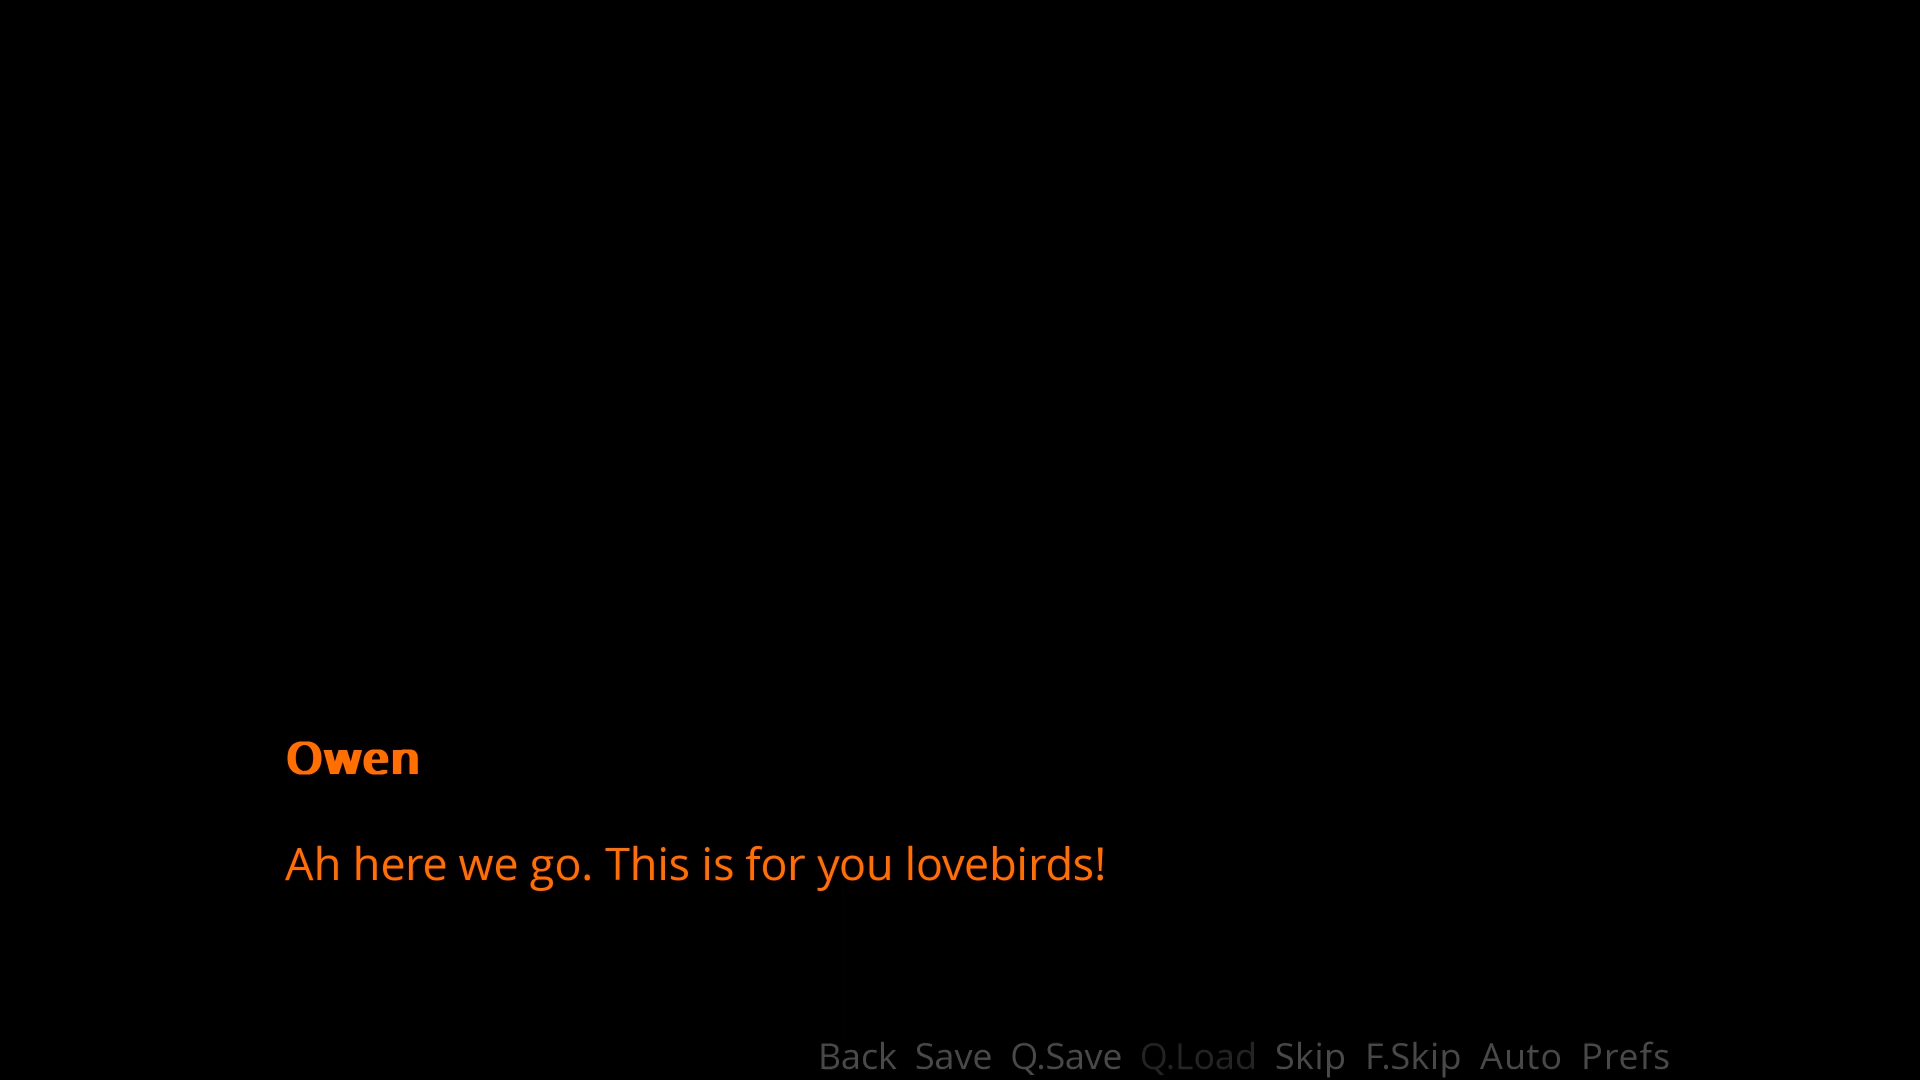 Owen
Ah here we go. This is for you lovebirds!
Back Save Q.Save Q.Load Skip F.Skip Auto Prefs